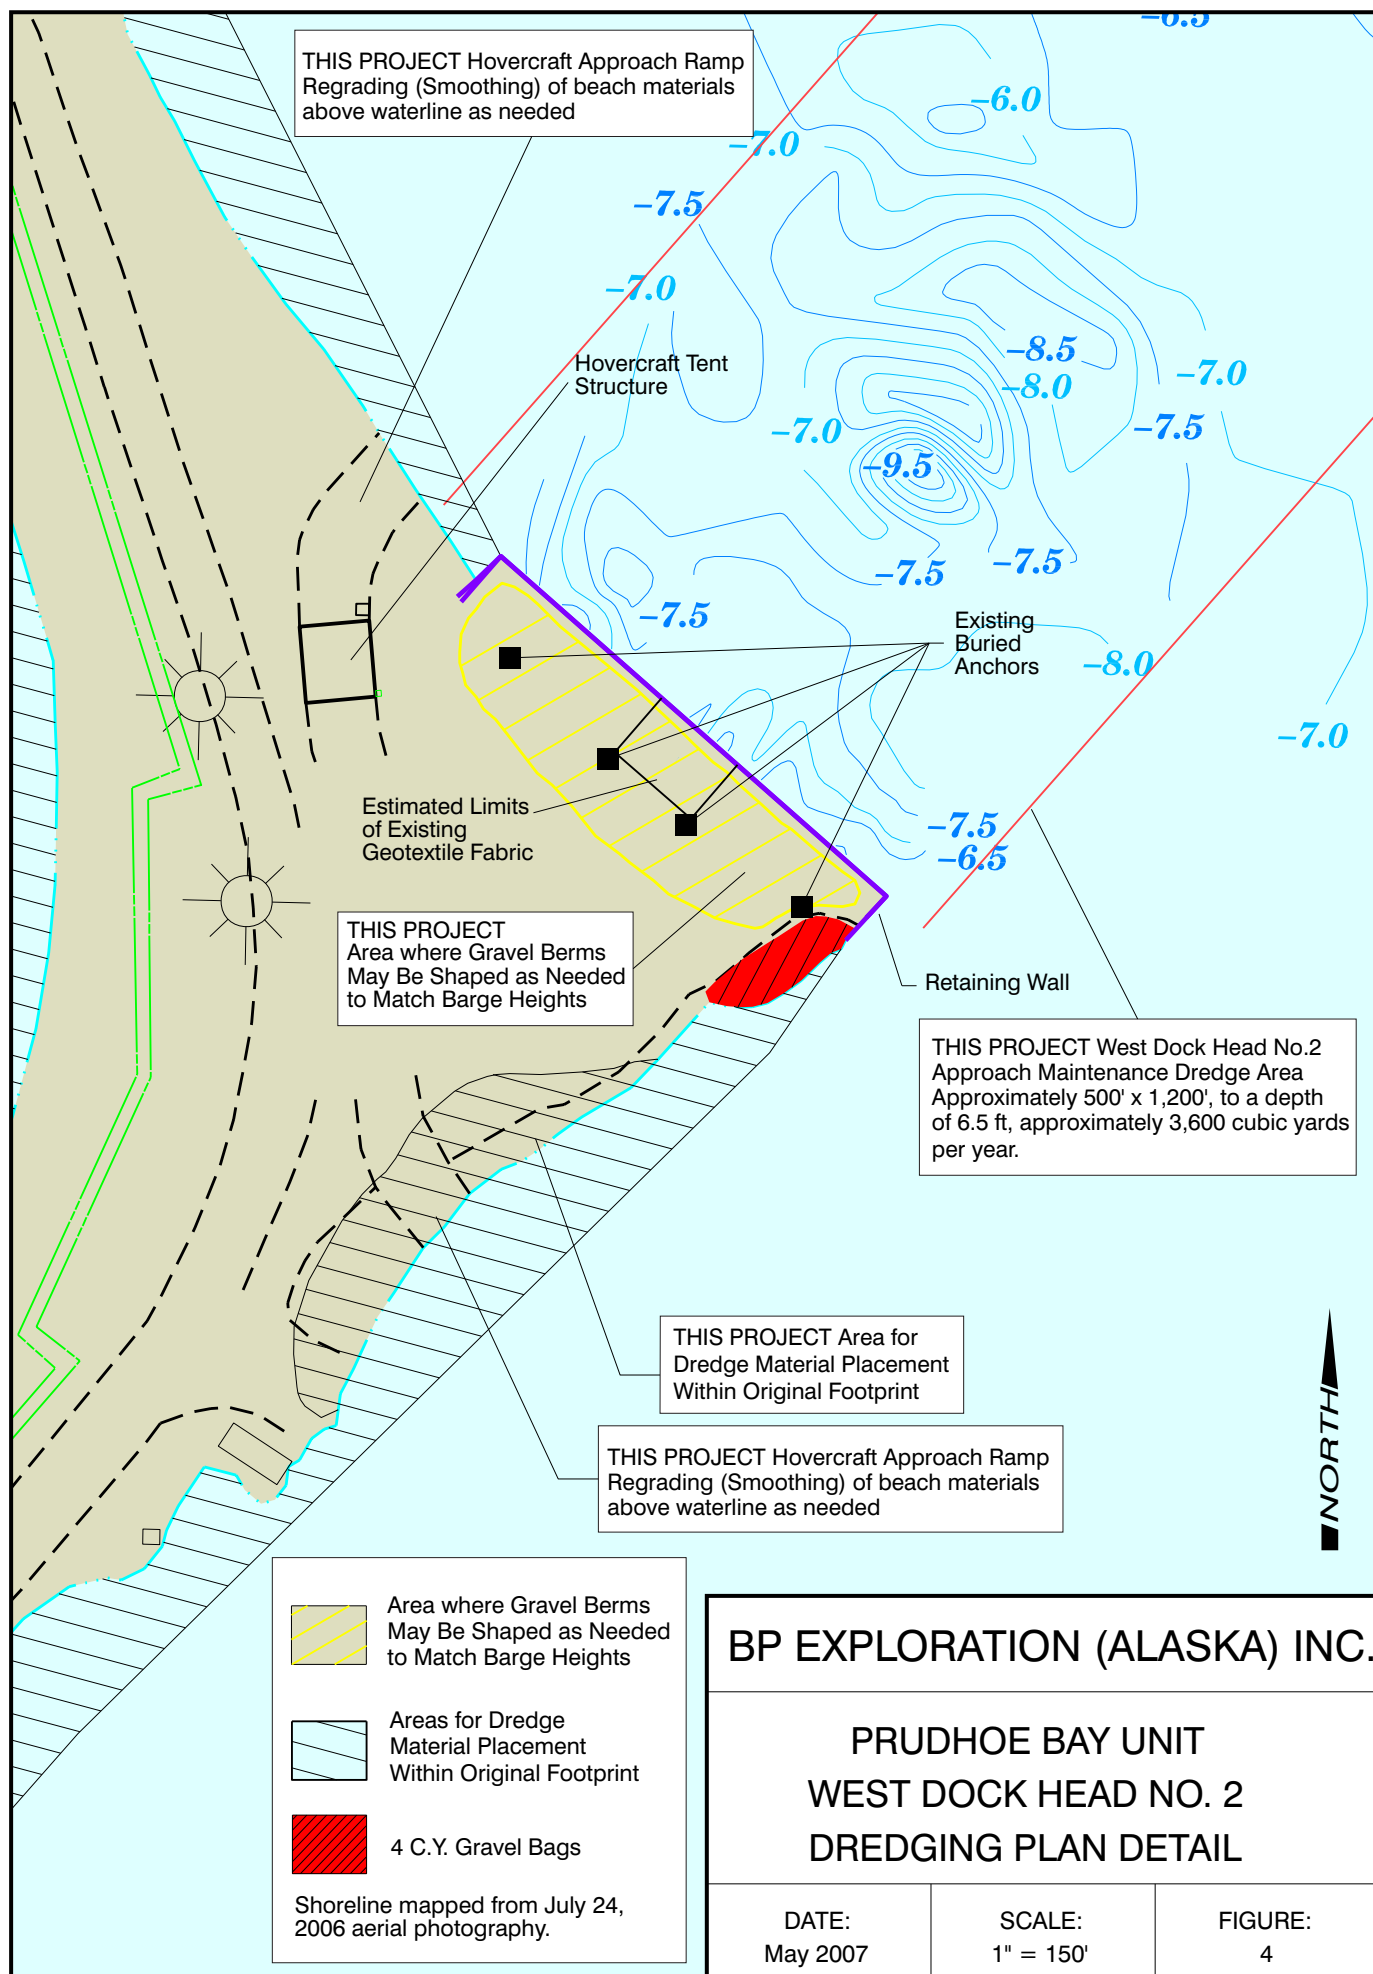 −6.5
THIS PROJECT Hovercraft Approach Ramp
Regrading (Smoothing) of beach materials
above waterline as needed
−6.0
−7.0
−7.5
−7.0
Hovercraft Tent
Structure
−8.5
−8.0
−7.0
−7.0
−7.5
−9.5
−7.5
−7.5
−7.5
Existing
Buried
Anchors
−8.0
−7.0
Estimated Limits
of Existing
Geotextile Fabric
−7.5
−6.5
THIS PROJECT
Area where Gravel Berms
May Be Shaped as Needed
to Match Barge Heights
Retaining Wall
THIS PROJECT West Dock Head No.2
Approach Maintenance Dredge Area
Approximately 500' x 1,200', to a depth
of 6.5 ft, approximately 3,600 cubic yards
per year.
THIS PROJECT Area for
Dredge Material Placement
Within Original Footprint
THIS PROJECT Hovercraft Approach Ramp
Regrading (Smoothing) of beach materials
above waterline as needed
NORTH
Area where Gravel Berms
May Be Shaped as Needed
to Match Barge Heights
Areas for Dredge
Material Placement
Within Original Footprint
4 C.Y. Gravel Bags
Shoreline mapped from July 24,
2006 aerial photography.
BP EXPLORATION (ALASKA) INC.
PRUDHOE BAY UNIT
WEST DOCK HEAD NO. 2
DREDGING PLAN DETAIL
DATE:
May 2007
SCALE:
1" = 150'
FIGURE:
4